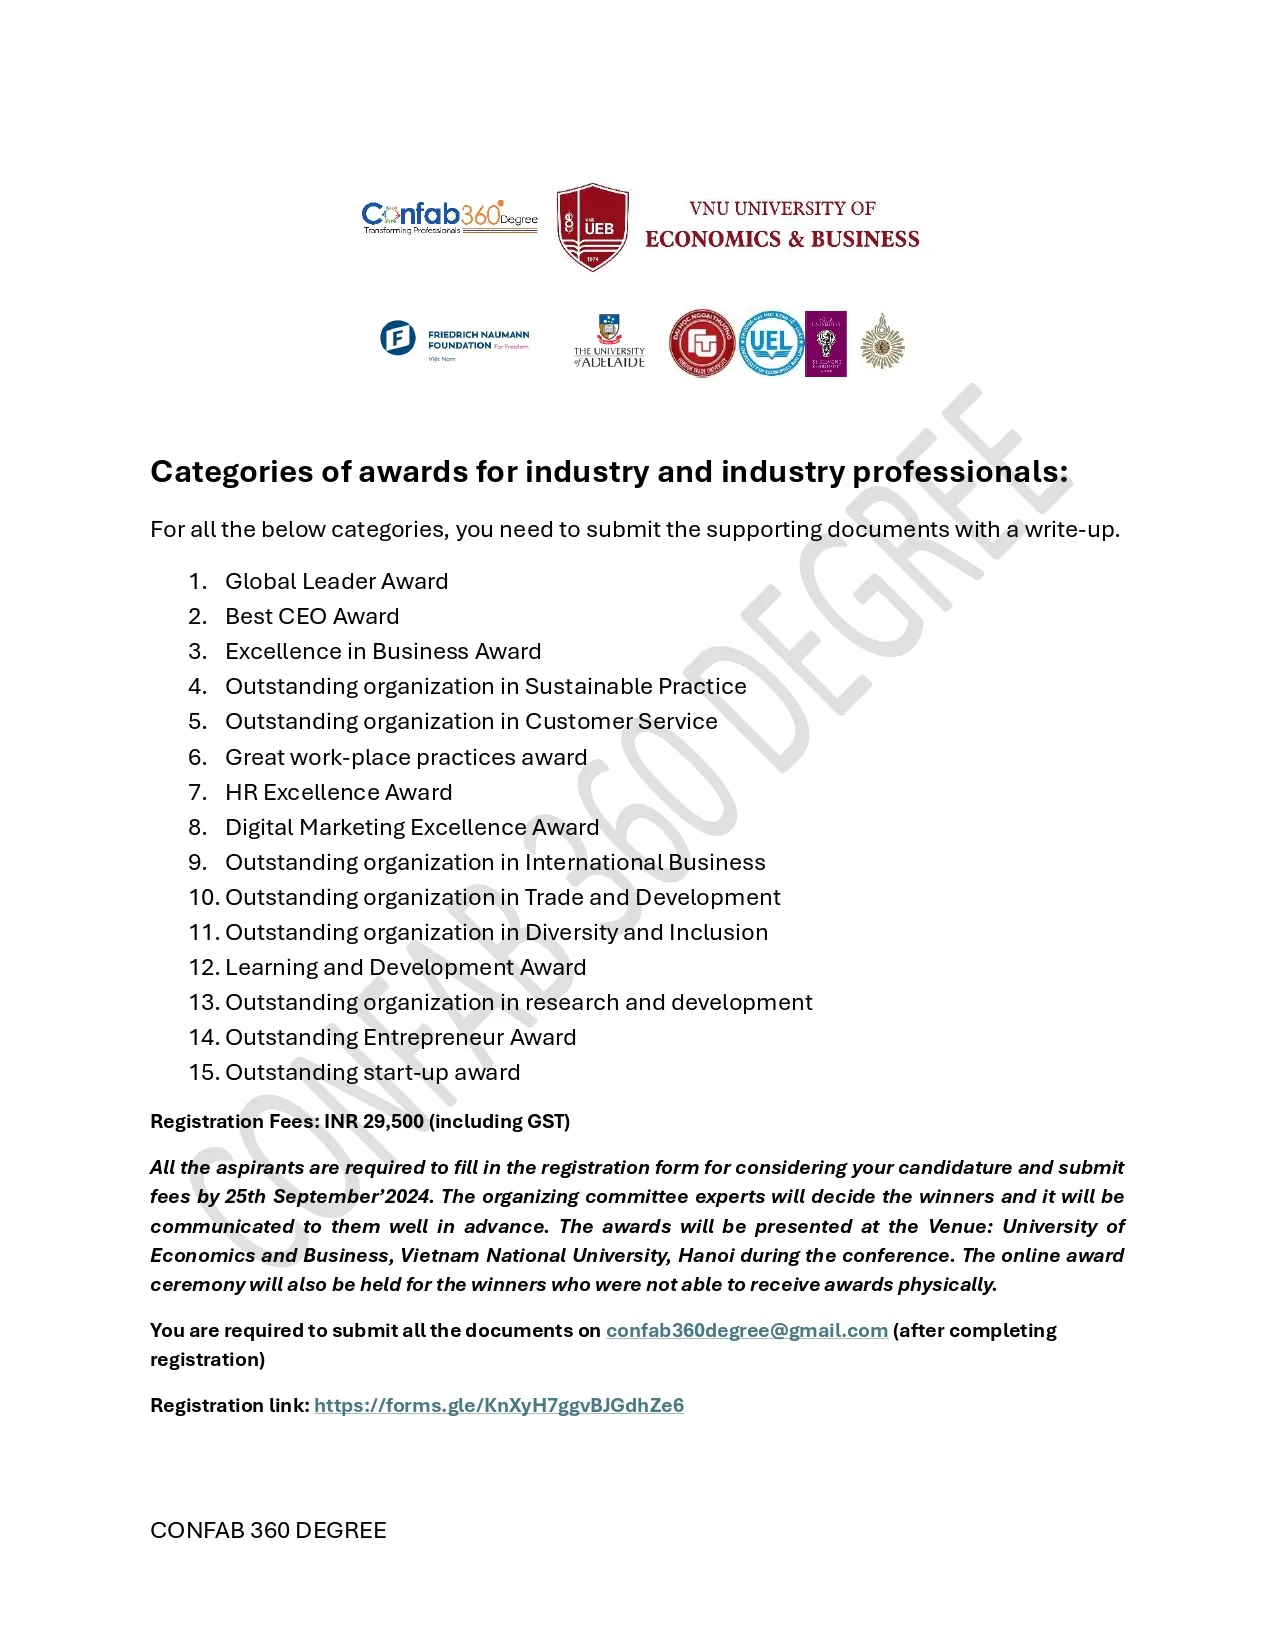 Confab360°Degree
Transforming Professionals
VNU
UEB
1974
VNU UNIVERSITY OF
ECONOMICS & BUSINESS
FRIEDRICH NAUMANN
FOUNDATION For Freedom.
Việt Nam
THE UNIVERSITY
of ADELAIDE
ĐẠI HỌC NGOẠI THƯƠNG
FOREIGN TRADE UNIVERSITY
UEL
Categories of awards for industry and industry professionals:
For all the below categories, you need to submit the supporting documents with a write-up.
1. Global Leader Award
2. Best CEO Award
3. Excellence in Business Award
4. Outstanding organization in Sustainable Practice
5. Outstanding organization in Customer Service
6. Great work-place practices award
7. HR Excellence Award
8. Digital Marketing Excellence Award
9. Outstanding organization in International Business
10. Outstanding organization in Trade and Development
11. Outstanding organization in Diversity and Inclusion
12. Learning and Development Award
13. Outstanding organization in research and development
14. Outstanding Entrepreneur Award
15. Outstanding start-up award
CONFAB 360 DEGREE
Registration Fees: INR 29,500 (including GST)
All the aspirants are required to fill in the registration form for considering your candidature and submit
fees by 25th September’2024. The organizing committee experts will decide the winners and it will be
communicated to them well in advance. The awards will be presented at the Venue: University of
Economics and Business, Vietnam National University, Hanoi during the conference. The online award
ceremony will also be held for the winners who were not able to receive awards physically.
You are required to submit all the documents on confab360degree@gmail.com (after completing
registration)
Registration link: https://forms.gle/KnXyH7ggvBJGdhZe6
CONFAB 360 DEGREE